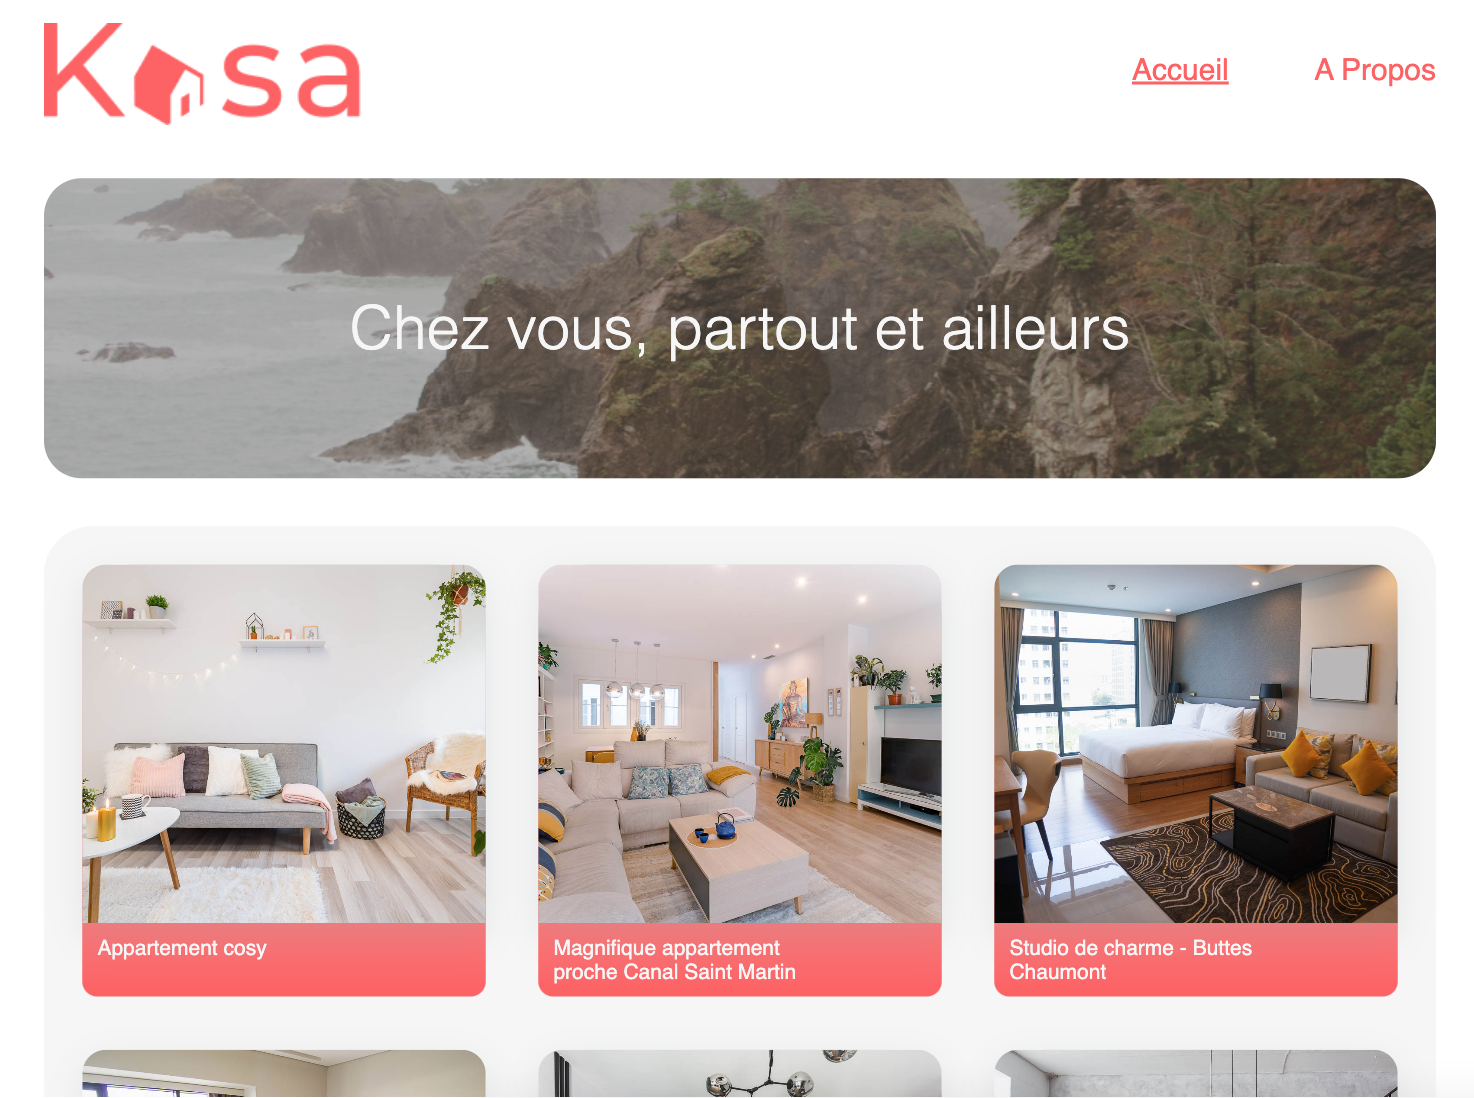 Kasa
Accueil
A Propos
Chez vous, partout et ailleurs
Appartement cosy
Magnifique appartement
proche Canal Saint Martin
Studio de charme - Buttes
Chaumont